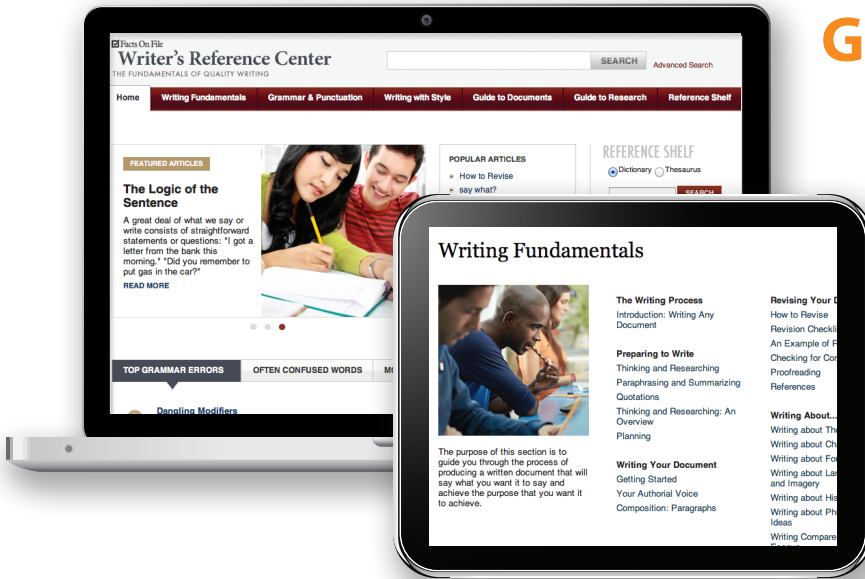 G
Facts On File
Writer's Reference Center
THE FUNDAMENTALS OF QUALITY WRITING
SEARCH
Advanced Search
Home
Writing Fundamentals
Grammar & Punctuation
Writing with Style
Guide to Documents
Guide to Research
Reference Shelf
FEATURED ARTICLES
The Logic of the
Sentence
A great deal of what we say or
write consists of straightforward
statements or questions: "I got a
letter from the bank this
morning." "Did you remember to
put gas in the car?"
READ MORE
POPULAR ARTICLES
How to Revise
say what?
REFERENCE SHELF
Dictionary
Thesaurus
SEARCH
TOP GRAMMAR ERRORS
OFTEN CONFUSED WORDS
Dangling Modifiers
Writing Fundamentals
The purpose of this section is to
guide you through the process of
producing a written document that will
say what you want it to say and
achieve the purpose that you want it
to achieve.
The Writing Process
Introduction: Writing Any
Document
Preparing to Write
Thinking and Researching
Paraphrasing and Summarizing
Quotations
Thinking and Researching: An
Overview
Planning
Writing Your Document
Getting Started
Your Authorial Voice
Composition: Paragraphs
Revising Your
How to Revise
Revision
An Example of
Checking for
Proofreading
References
Writing About...
Writing about
Writing about
Writing about
Writing about
and Imagery
Writing about
Writing about
Ideas
Writing